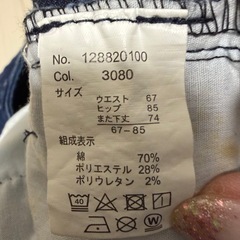 No. 128820100
Col. 3080
サイズ
ウエスト 67
ヒップ 85
また下丈 74
67-85
組成表示
綿 70%
ポリエステル 28%
ポリウレタン 2%
40
W